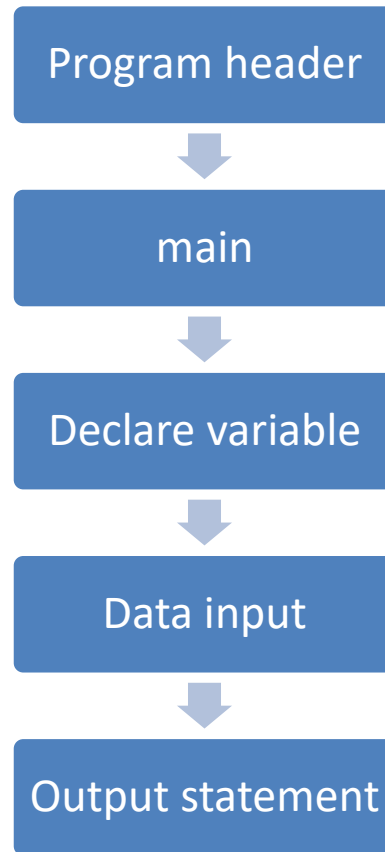 Program header
main
Declare variable
Data input
Output statement